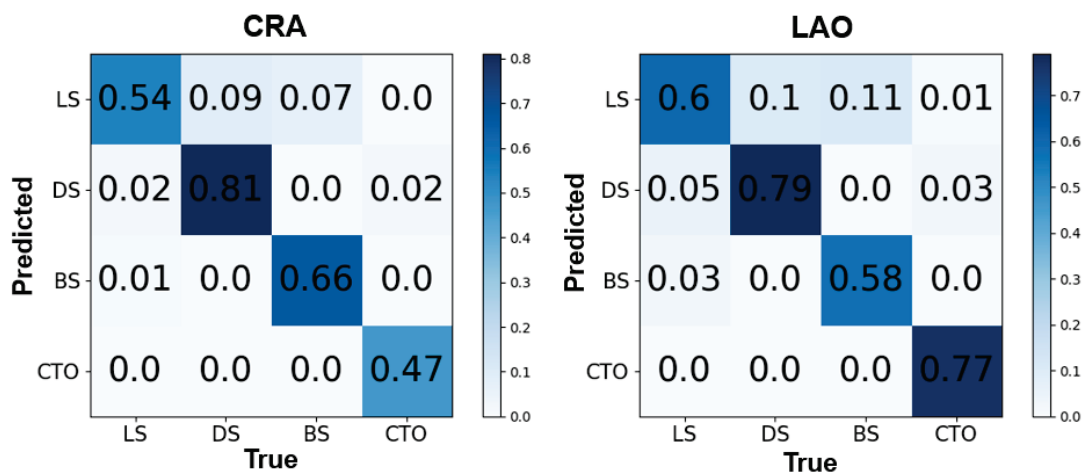 CRA
LS 0.54 0.09 0.07 0.0
DS 0.02 0.81 0.0 0.02
BS 0.01 0.0 0.66 0.0
CTO 0.0 0.0 0.0 0.47
LS DS BS CTO
Predicted
True
0.8
0.7
0.6
0.5
0.4
0.3
0.2
0.1
0.0
LAO
LS 0.6 0.1 0.11 0.01
DS 0.05 0.79 0.0 0.03
BS 0.03 0.0 0.58 0.0
CTO 0.0 0.0 0.0 0.77
LS DS BS CTO
Predicted
True
0.7
0.6
0.5
0.4
0.3
0.2
0.1
0.0